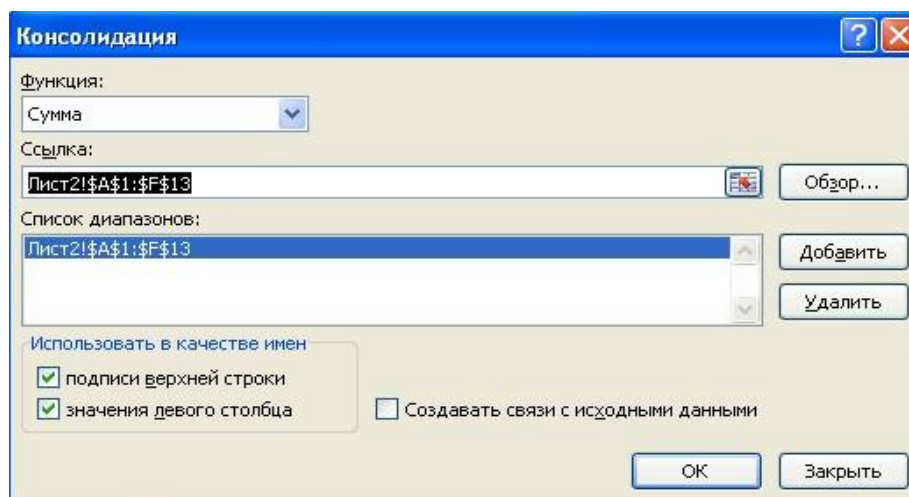 Консолидация
Функция:
Сумма
Ссылка:
Лист2!$A$1:$F$13
Обзор...
Список диапазонов:
Лист2!$A$1:$F$13
Добавить
Удалить
Использовать в качестве имен
подписи верхней строки
значения левого столбца
Создавать связи с исходными данными
ОК
Закрыть